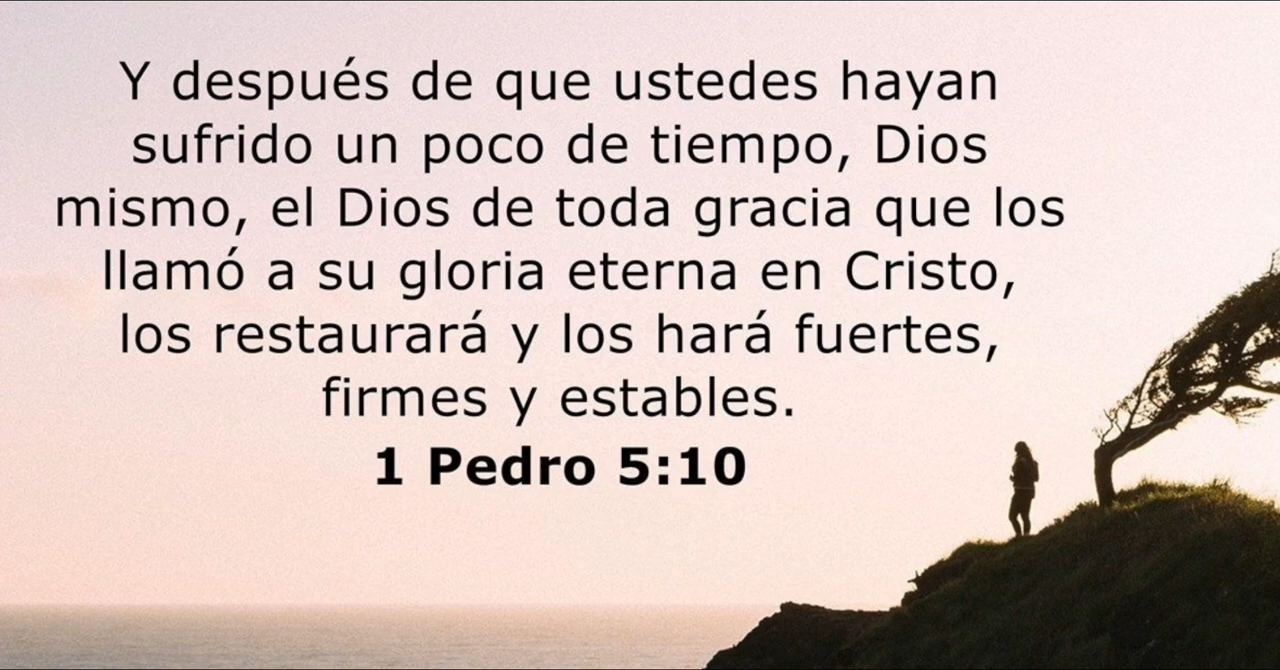 Y después de que ustedes hayan
sufrido un poco de tiempo, Dios
mismo, el Dios de toda gracia que los
llamó a su gloria eterna en Cristo,
los restaurará y los hará fuertes,
firmes y estables.
1 Pedro 5:10